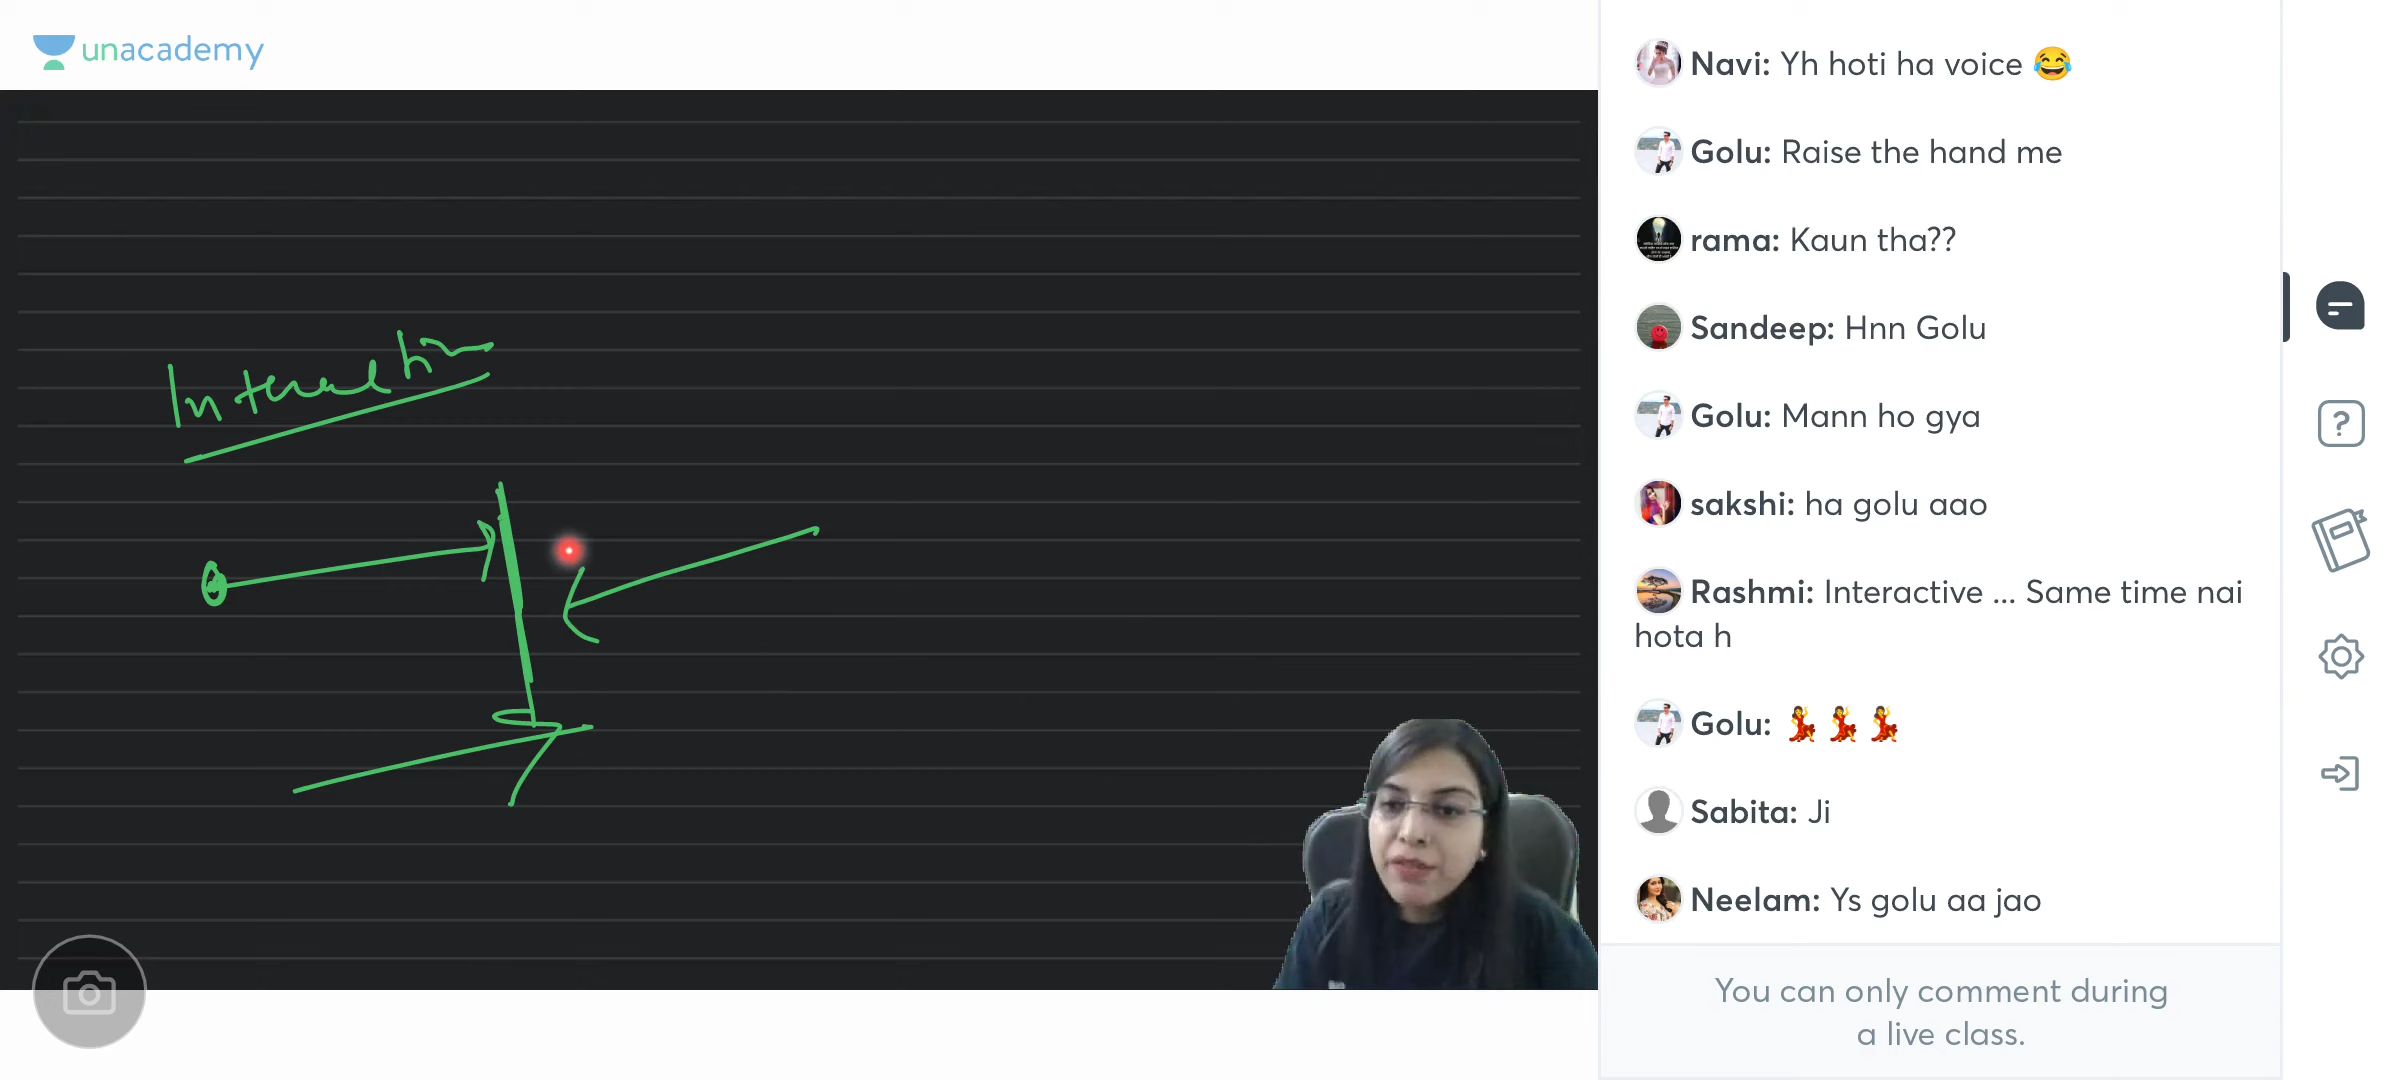 unacademy
Interaction
Navi: Yh hoti ha voice 😂
Golu: Raise the hand me
rama: Kaun tha??
Sandeep: Hnn Golu
Golu: Mann ho gya
sakshi: ha golu aao
Rashmi: Interactive ... Same time nai
hota h
Golu: 💃💃💃
Sabita: Ji
Neelam: Ys golu aa jao
You can only comment during
a live class.